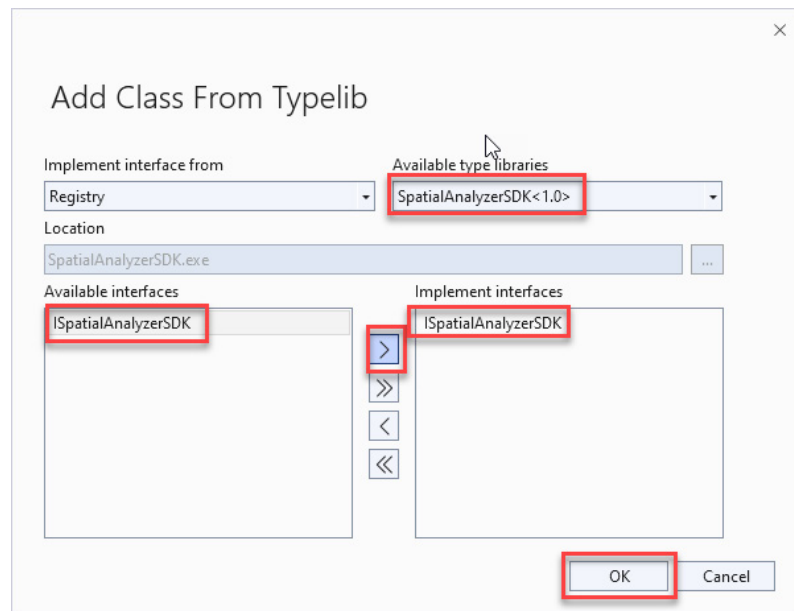 Add Class From Typelib
Implement interface from
Available type libraries
Registry
SpatialAnalyzerSDK<1.0>
Location
SpatialAnalyzerSDK.exe
...
Available interfaces
Implement interfaces
ISpatialAnalyzerSDK
ISpatialAnalyzerSDK
OK
Cancel